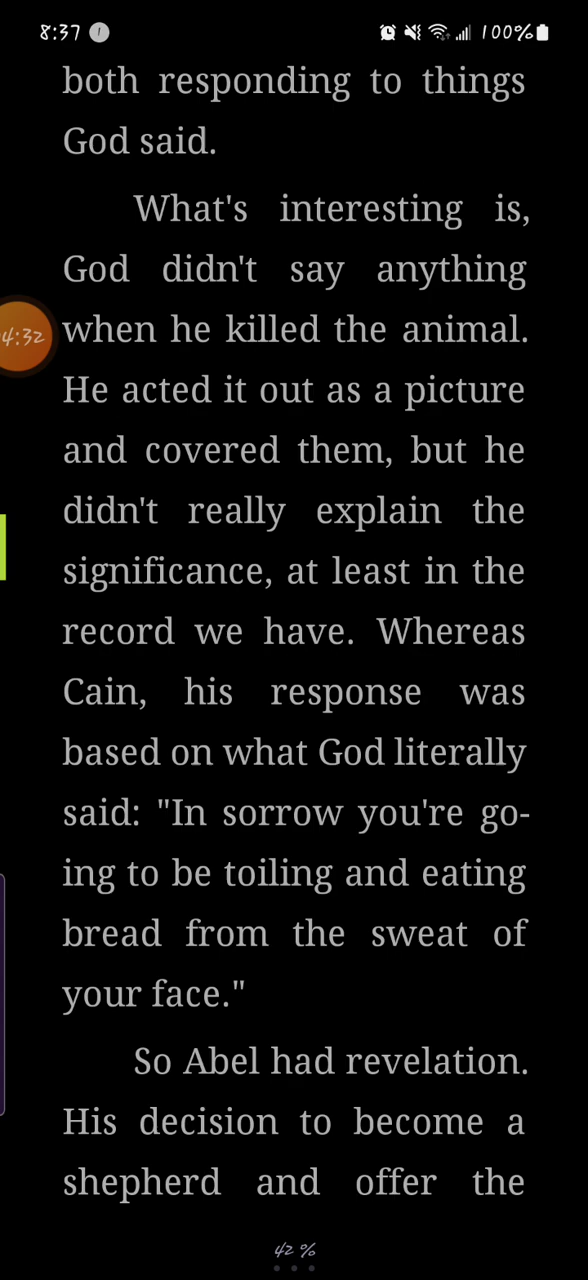 8:37
100%
both responding to things
God said.
What's interesting is,
God didn't say anything
4:32
when he killed the animal.
He acted it out as a picture
and covered them, but he
didn't really explain the
significance, at least in the
record we have. Whereas
Cain, his response was
based on what God literally
said: "In sorrow you're go-
ing to be toiling and eating
bread from the sweat of
your face."
So Abel had revelation.
His decision to become a
shepherd and offer the
42%